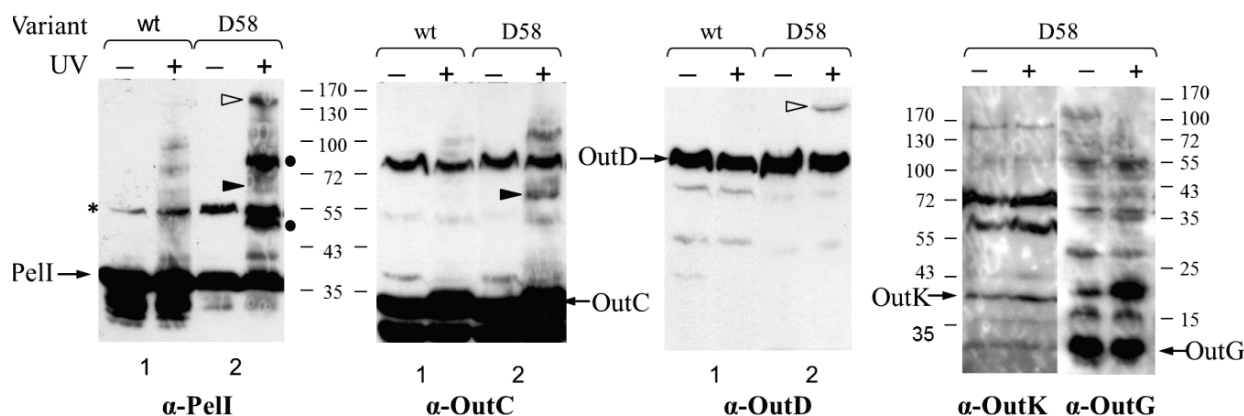 Variant wt D58 wt D58 wt D58 D58
UV – + – + – + – + – + – + – + – +
170 130 100 72 55 43 35
170 130 100 72 55 43 35
170 130 100 72 55 43 35 25 15
*
PelI
OutC
OutD
OutK
OutG
1 2 1 2 1 2
α-PelI α-OutC α-OutD α-OutK α-OutG